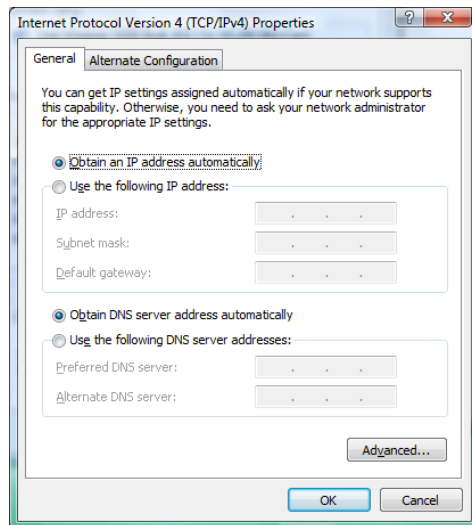 Internet Protocol Version 4 (TCP/IPv4) Properties
General
Alternate Configuration
You can get IP settings assigned automatically if your network supports
this capability. Otherwise, you need to ask your network administrator
for the appropriate IP settings.
Obtain an IP address automatically
Use the following IP address:
IP address:
Subnet mask:
Default gateway:
Obtain DNS server address automatically
Use the following DNS server addresses:
Preferred DNS server:
Alternate DNS server:
Advanced...
OK
Cancel